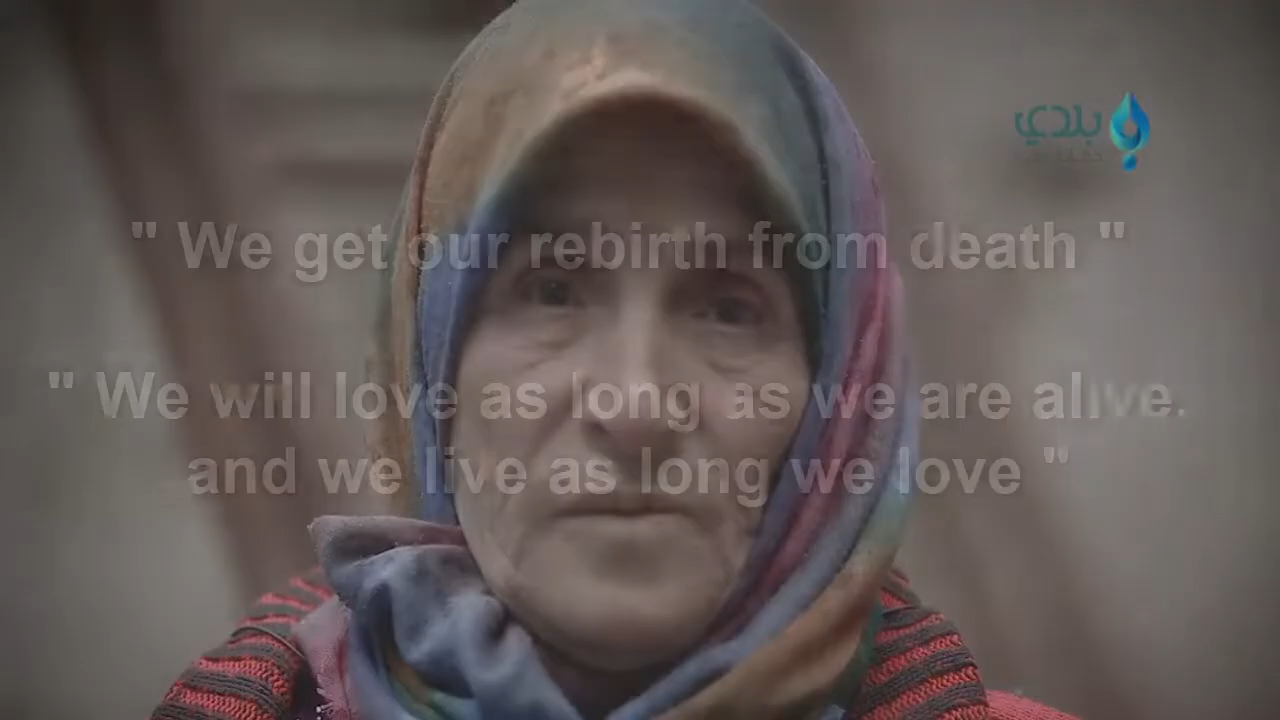 بلدي
" We get our rebirth from death "
" We will love as long as we are alive.
and we live as long we love "